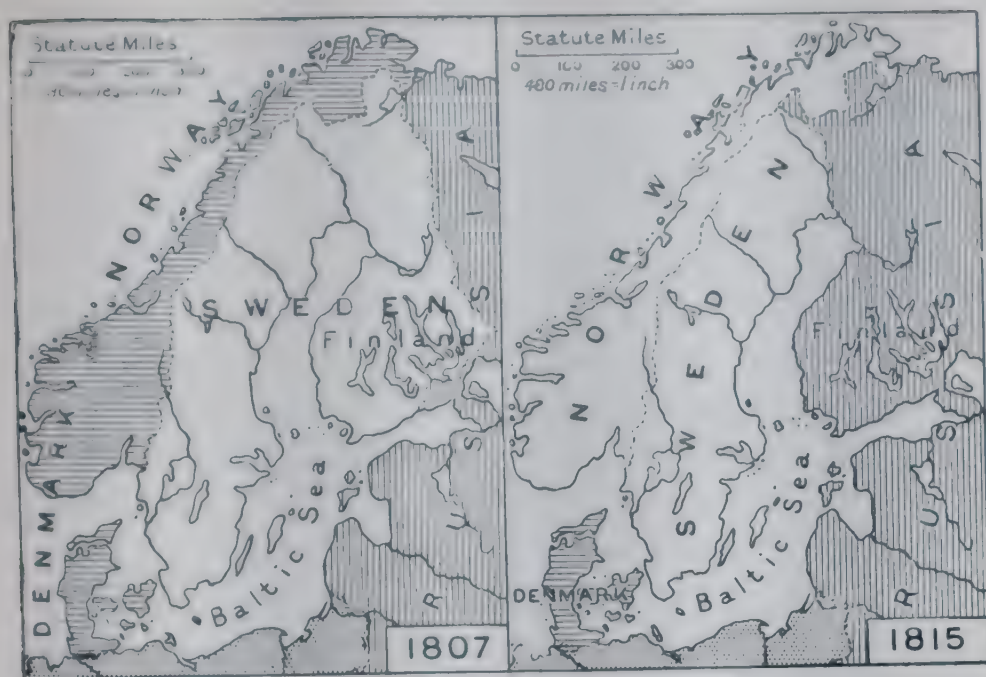 Statute Miles
NORWAY
SWEDEN
Finland
DENMARK
RUSSIA
Baltic Sea
1807
Statute Miles
0 100 200 300
480 miles = 1 inch
NORWAY
SWEDEN
Finland
RUSSIA
DENMARK
Baltic Sea
1815